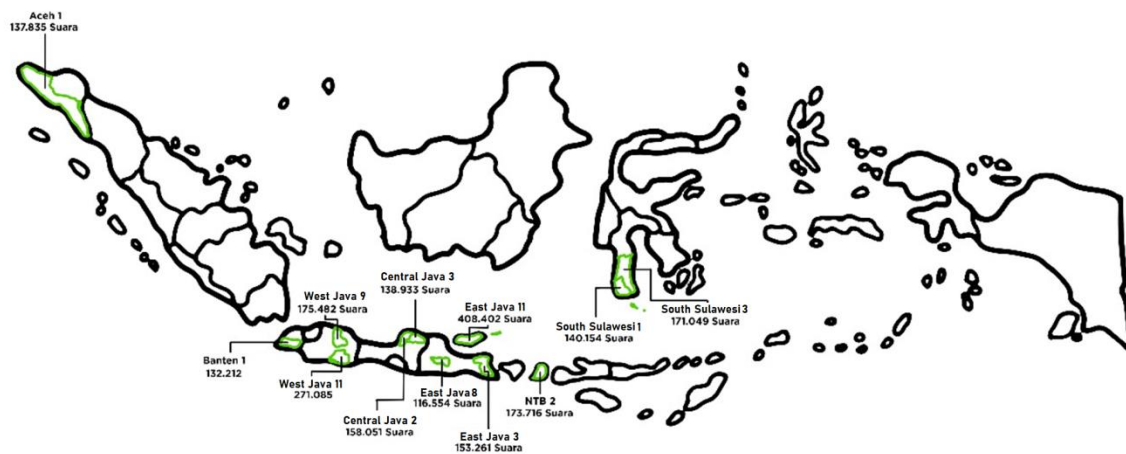 Aceh 1
137.835 Suara
Central Java 3
138.933 Suara
West Java 9
175.482 Suara
East Java 11
408.402 Suara
South Sulawesi 3
171.049 Suara
South Sulawesi 1
140.154 Suara
Banten 1
132.212
West Java 11
271.085
East Java 8
116.554 Suara
NTB 2
173.716 Suara
Central Java 2
158.051 Suara
East Java 3
153.261 Suara